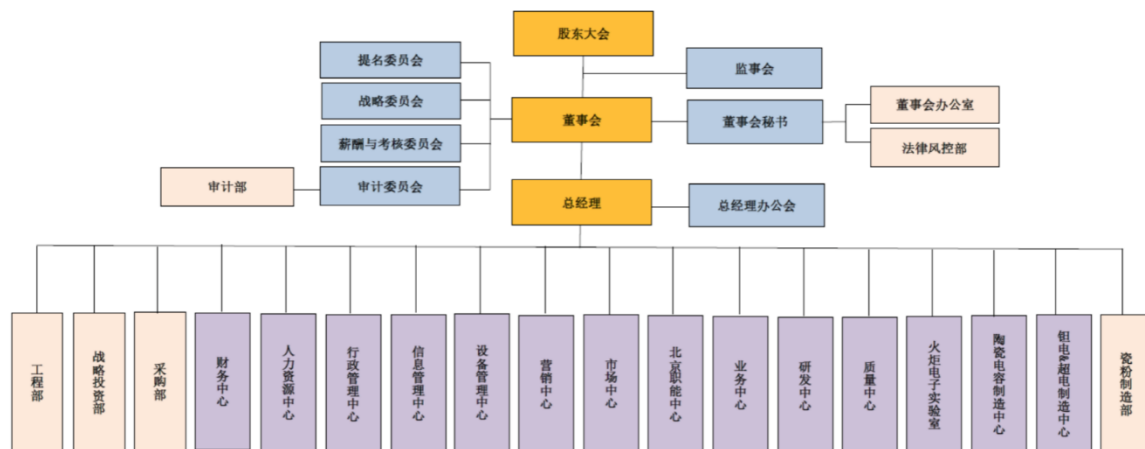 股东大会
提名委员会
监事会
战略委员会
董事会
董事会秘书
董事会办公室
薪酬与考核委员会
法律风控部
审计部
审计委员会
总经理
总经理办公会
工程部
战略投资部
采购部
财务中心
人力资源中心
行政管理中心
信息管理中心
设备管理中心
营销中心
市场中心
北京职能中心
业务中心
研发中心
质量中心
火炬电子实验室
陶瓷电容制造中心
钽电&超电制造中心
瓷粉制造部